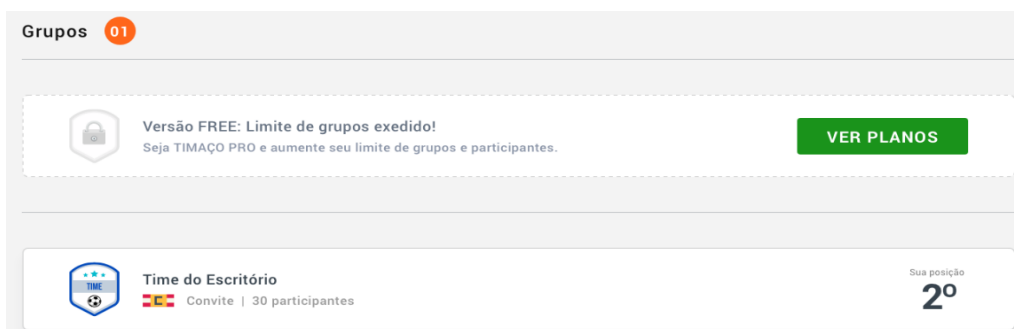 Grupos 01
Versão FREE: Limite de grupos exedido!
Seja TIMAÇO PRO e aumente seu limite de grupos e participantes.
VER PLANOS
TIME
Time do Escritório
C Convite | 30 participantes
Sua posição
2º